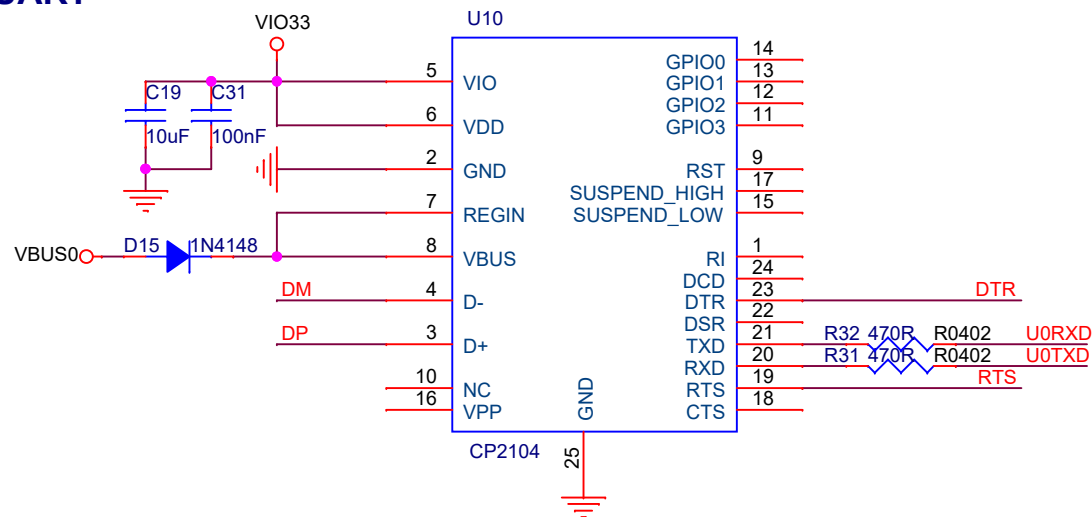 UART
U10
VIO33
5 VIO
C19 C31
10uF 100nF
6 VDD
2 GND
7 REGIN
VBUS0 D15 1N4148
8 VBUS
DM 4 D-
DP 3 D+
10 NC
16 VPP
GND
25
CP2104
GPIO0 14
GPIO1 13
GPIO2 12
GPIO3 11
RST 9
SUSPEND_HIGH 17
SUSPEND_LOW 15
RI 1
DCD 24
DTR 23 DTR
DSR 22
TXD 21 R32 470R R0402 U0RXD
RXD 20 R31 470R R0402 U0TXD
RTS 19 RTS
CTS 18